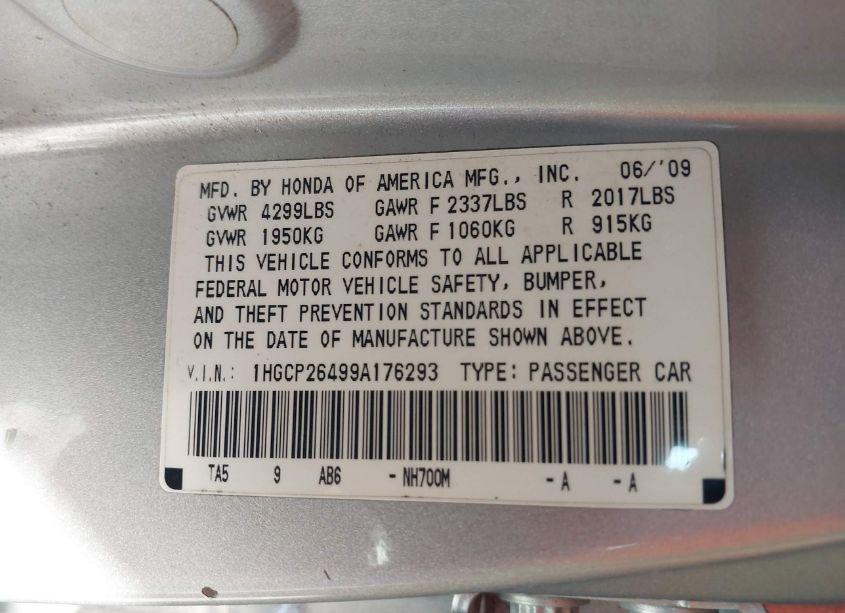 MFD. BY HONDA OF AMERICA MFG., INC. 06/'09
GVWR 4299LBS GAWR F 2337LBS R 2017LBS
GVWR 1950KG GAWR F 1060KG R 915KG
THIS VEHICLE CONFORMS TO ALL APPLICABLE
FEDERAL MOTOR VEHICLE SAFETY, BUMPER,
AND THEFT PREVENTION STANDARDS IN EFFECT
ON THE DATE OF MANUFACTURE SHOWN ABOVE.
V.I.N.: 1HGCP26499A176293 TYPE: PASSENGER CAR
TA5 9 AB6 - NH700M - A - A